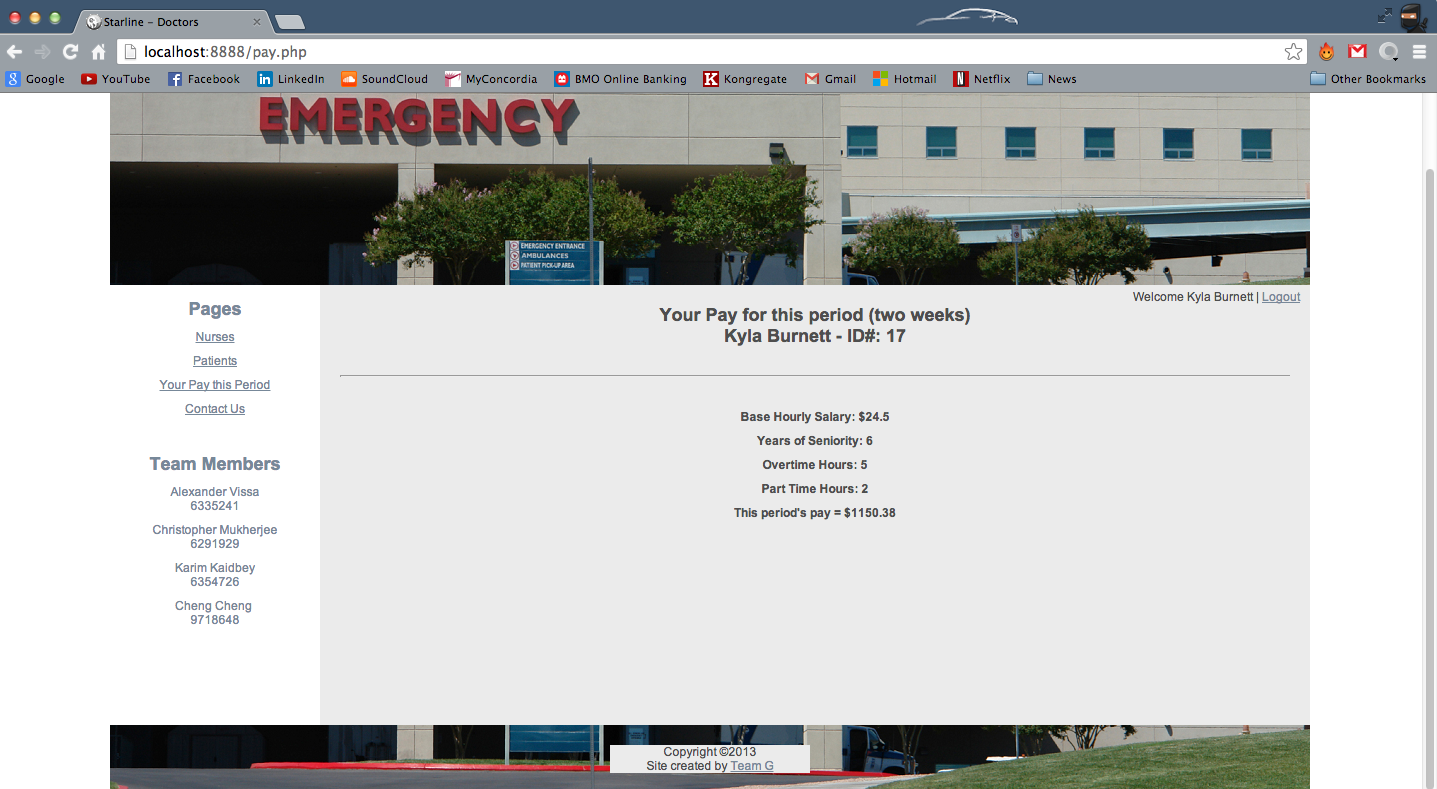 Starline – Doctors
localhost:8888/pay.php
Google YouTube Facebook LinkedIn SoundCloud MyConcordia BMO Online Banking Kongregate Gmail Hotmail Netflix News Other Bookmarks
EMERGENCY
EMERGENCY ENTRANCE
AMBULANCES
PATIENT PICK-UP AREA
Welcome Kyla Burnett | Logout
Pages
Nurses
Patients
Your Pay this Period
Contact Us
Team Members
Alexander Vissa
6335241
Christopher Mukherjee
6291929
Karim Kaidbey
6354726
Cheng Cheng
9718648
Your Pay for this period (two weeks)
Kyla Burnett - ID#: 17
Base Hourly Salary: $24.5
Years of Seniority: 6
Overtime Hours: 5
Part Time Hours: 2
This period's pay = $1150.38
Copyright ©2013
Site created by Team G